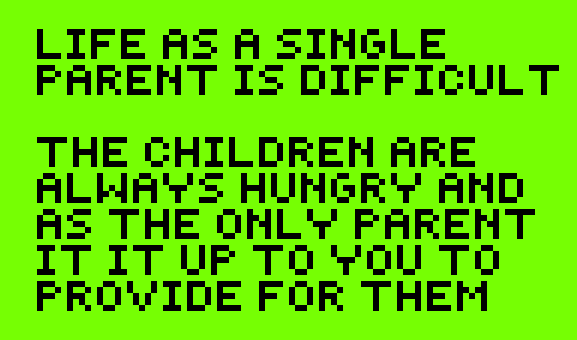 LIFE AS A SINGLE
PARENT IS DIFFICULT
THE CHILDREN ARE
ALWAYS HUNGRY AND
AS THE ONLY PARENT
IT IT UP TO YOU TO
PROVIDE FOR THEM